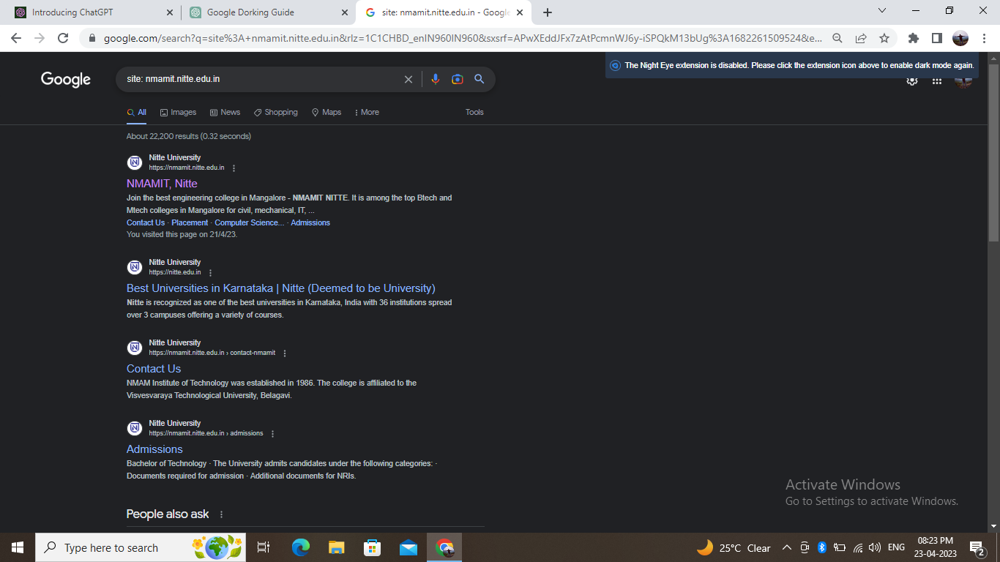 Introducing ChatGPT
Google Dorking Guide
site: nmamit.nitte.edu.in - Google
google.com/search?q=site%3A+nmamit.nitte.edu.in&rlz=1C1CHBD_enIN960IN960&sxsrf=APwXEddJFx7zAtPcmnWJ6y-iSPQkM13bUg%3A1682261509524&e...
The Night Eye extension is disabled. Please click the extension icon above to enable dark mode again.
Google
site: nmamit.nitte.edu.in
All
Images
News
Shopping
Maps
More
Tools
About 22,200 results (0.32 seconds)
Nitte University
https://nmamit.nitte.edu.in
NMAMIT, Nitte
Join the best engineering college in Mangalore - NMAMIT NITTE. It is among the top Btech and
Mtech colleges in Mangalore for civil, mechanical, IT, ...
Contact Us · Placement · Computer Science... · Admissions
You visited this page on 21/4/23.
Nitte University
https://nitte.edu.in
Best Universities in Karnataka | Nitte (Deemed to be University)
Nitte is recognized as one of the best universities in Karnataka, India with 36 institutions spread
over 3 campuses offering a variety of courses.
Nitte University
https://nmamit.nitte.edu.in › contact-nmamit
Contact Us
NMAM Institute of Technology was established in 1986. The college is affiliated to the
Visvesvaraya Technological University, Belagavi.
Nitte University
https://nmamit.nitte.edu.in › admissions
Admissions
Bachelor of Technology · The University admits candidates under the following categories: ·
Documents required for admission · Additional documents for NRIs.
People also ask
Activate Windows
Go to Settings to activate Windows.
Type here to search
25°C Clear
ENG
08:23 PM
23-04-2023
2